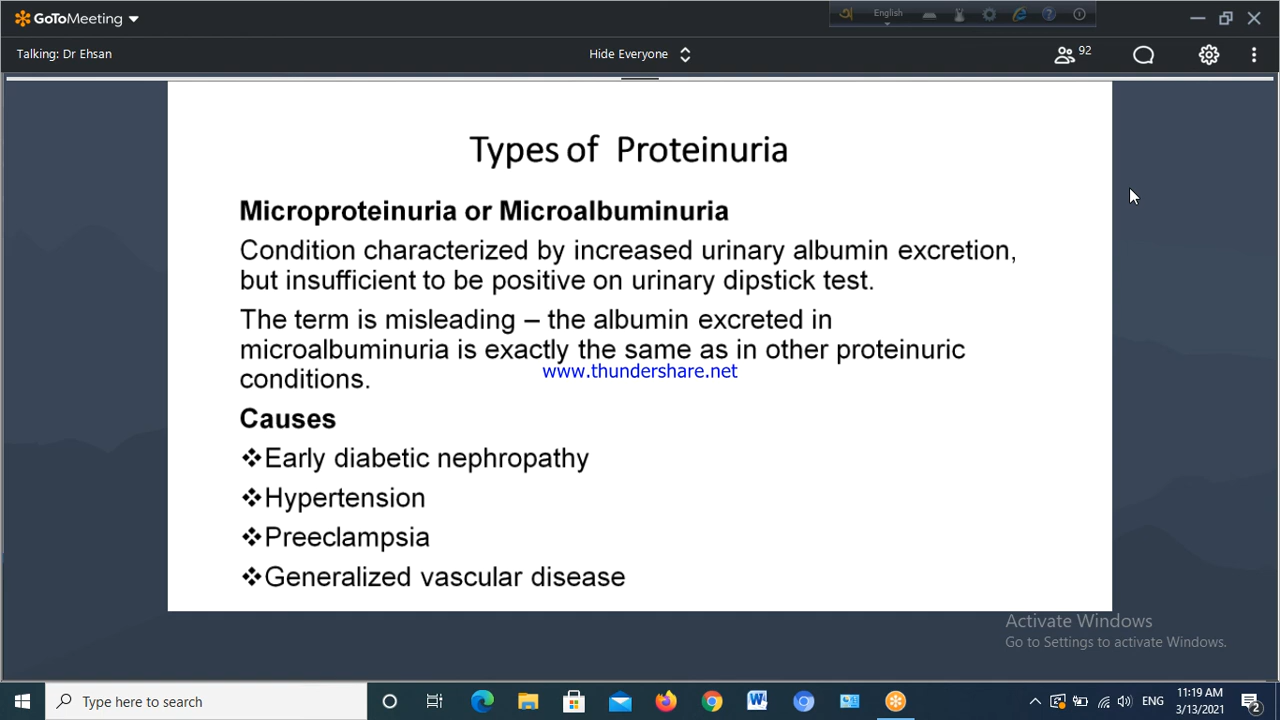 GoToMeeting
English
Talking: Dr Ehsan
Hide Everyone
92
Types of Proteinuria
Microproteinuria or Microalbuminuria
Condition characterized by increased urinary albumin excretion,
but insufficient to be positive on urinary dipstick test.
The term is misleading – the albumin excreted in
microalbuminuria is exactly the same as in other proteinuric
conditions.
www.thundershare.net
Causes
❖Early diabetic nephropathy
❖Hypertension
❖Preeclampsia
❖Generalized vascular disease
Activate Windows
Go to Settings to activate Windows.
Type here to search
ENG
11:19 AM
3/13/2021
2